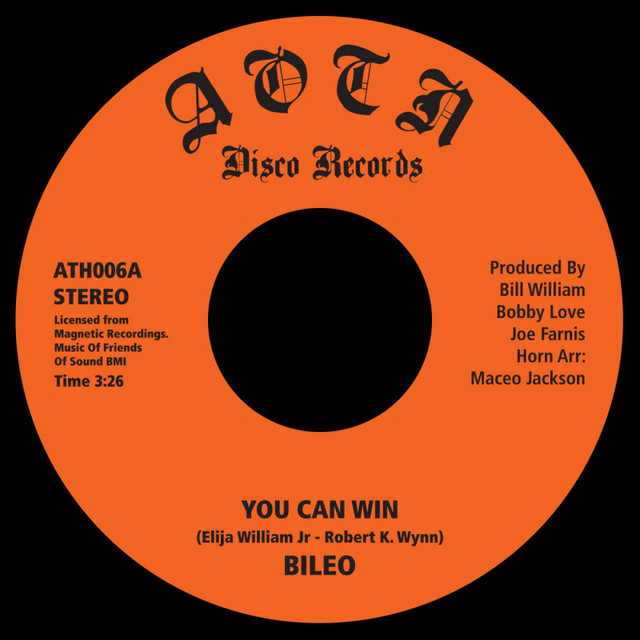 AOTN
Disco Records
ATH006A
STEREO
Licensed from
Magnetic Recordings.
Music Of Friends
Of Sound BMI
Time 3:26
Produced By
Bill William
Bobby Love
Joe Farnis
Horn Arr:
Maceo Jackson
YOU CAN WIN
(Elija William Jr - Robert K. Wynn)
BILEO